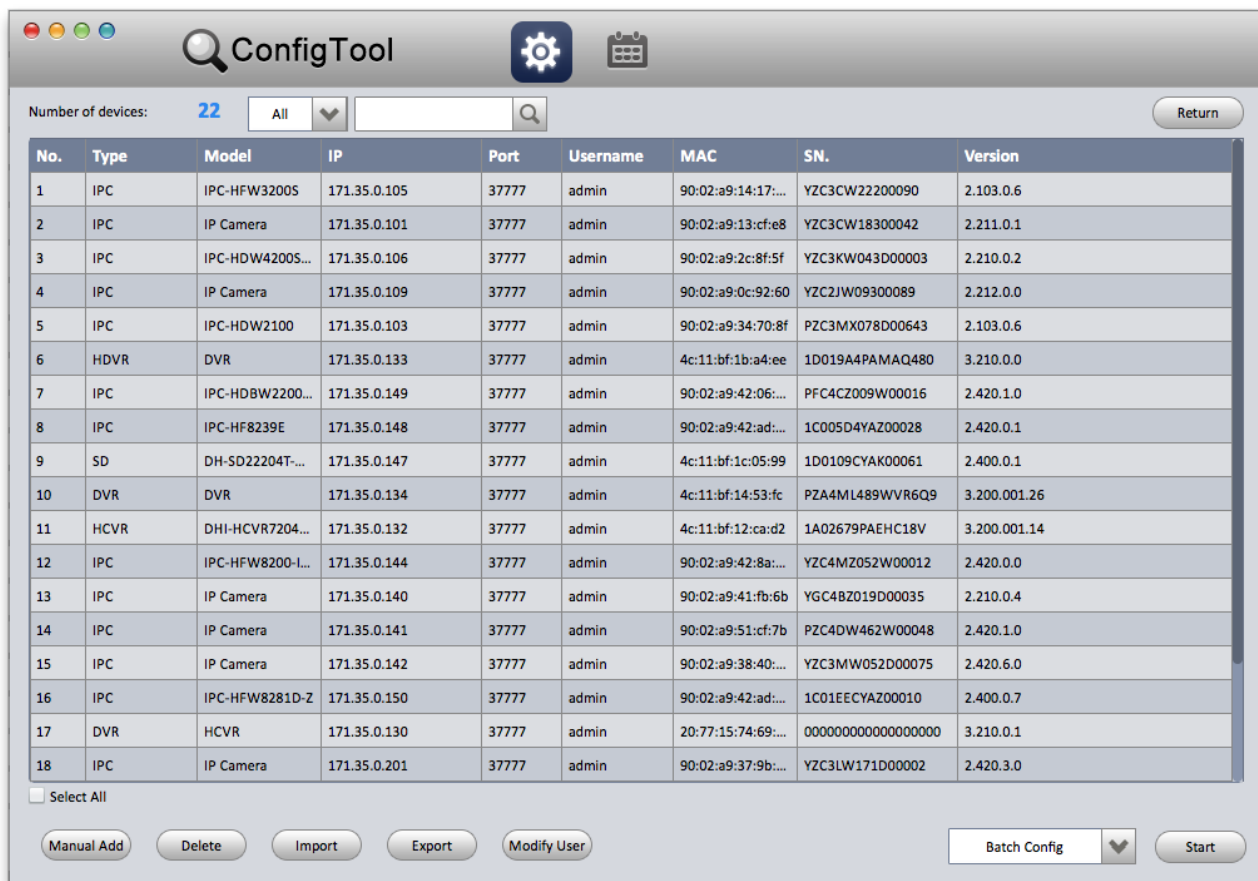 ConfigTool
Number of devices: 22 All Return
No. Type Model IP Port Username MAC SN. Version
1 IPC IPC-HFW3200S 171.35.0.105 37777 admin 90:02:a9:14:17:... YZC3CW22200090 2.103.0.6
2 IPC IP Camera 171.35.0.101 37777 admin 90:02:a9:13:cf:e8 YZC3CW18300042 2.211.0.1
3 IPC IPC-HDW4200S... 171.35.0.106 37777 admin 90:02:a9:2c:8f:5f YZC3KW043D00003 2.210.0.2
4 IPC IP Camera 171.35.0.109 37777 admin 90:02:a9:0c:92:60 YZC2JW09300089 2.212.0.0
5 IPC IPC-HDW2100 171.35.0.103 37777 admin 90:02:a9:34:70:8f PZC3MX078D00643 2.103.0.6
6 HDVR DVR 171.35.0.133 37777 admin 4c:11:bf:1b:a4:ee 1D019A4PAMAQ480 3.210.0.0
7 IPC IPC-HDBW2200... 171.35.0.149 37777 admin 90:02:a9:42:06:... PFC4CZ009W00016 2.420.1.0
8 IPC IPC-HF8239E 171.35.0.148 37777 admin 90:02:a9:42:ad:... 1C005D4YAZ00028 2.420.0.1
9 SD DH-SD22204T-... 171.35.0.147 37777 admin 4c:11:bf:1c:05:99 1D0109CYAK00061 2.400.0.1
10 DVR DVR 171.35.0.134 37777 admin 4c:11:bf:14:53:fc PZA4ML489WVR6Q9 3.200.001.26
11 HCVR DHI-HCVR7204... 171.35.0.132 37777 admin 4c:11:bf:12:ca:d2 1A02679PAEHC18V 3.200.001.14
12 IPC IPC-HFW8200-I... 171.35.0.144 37777 admin 90:02:a9:42:8a:... YZC4MZ052W00012 2.420.0.0
13 IPC IP Camera 171.35.0.140 37777 admin 90:02:a9:41:fb:6b YGC4BZ019D00035 2.210.0.4
14 IPC IP Camera 171.35.0.141 37777 admin 90:02:a9:51:cf:7b PZC4DW462W00048 2.420.1.0
15 IPC IP Camera 171.35.0.142 37777 admin 90:02:a9:38:40:... YZC3MW052D00075 2.420.6.0
16 IPC IPC-HFW8281D-Z 171.35.0.150 37777 admin 90:02:a9:42:ad:... 1C01EECYAZ00010 2.400.0.7
17 DVR HCVR 171.35.0.130 37777 admin 20:77:15:74:69:... 000000000000000000 3.210.0.1
18 IPC IP Camera 171.35.0.201 37777 admin 90:02:a9:37:9b:... YZC3LW171D00002 2.420.3.0
Select All
Manual Add Delete Import Export Modify User Batch Config Start